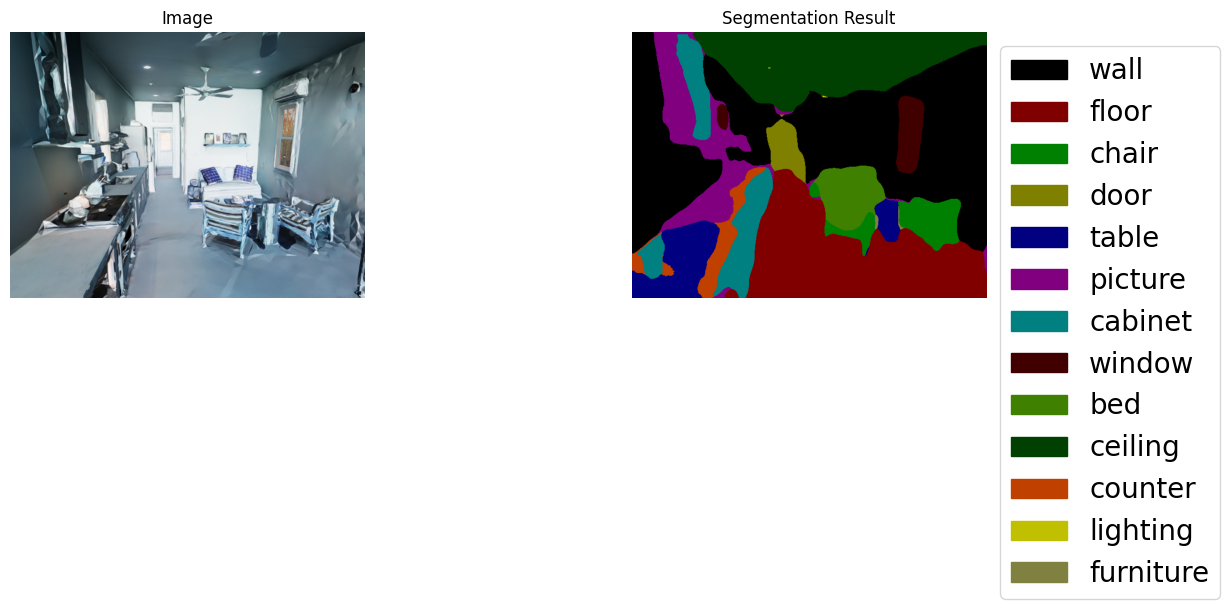 Image
Segmentation Result
wall
floor
chair
door
table
picture
cabinet
window
bed
ceiling
counter
lighting
furniture